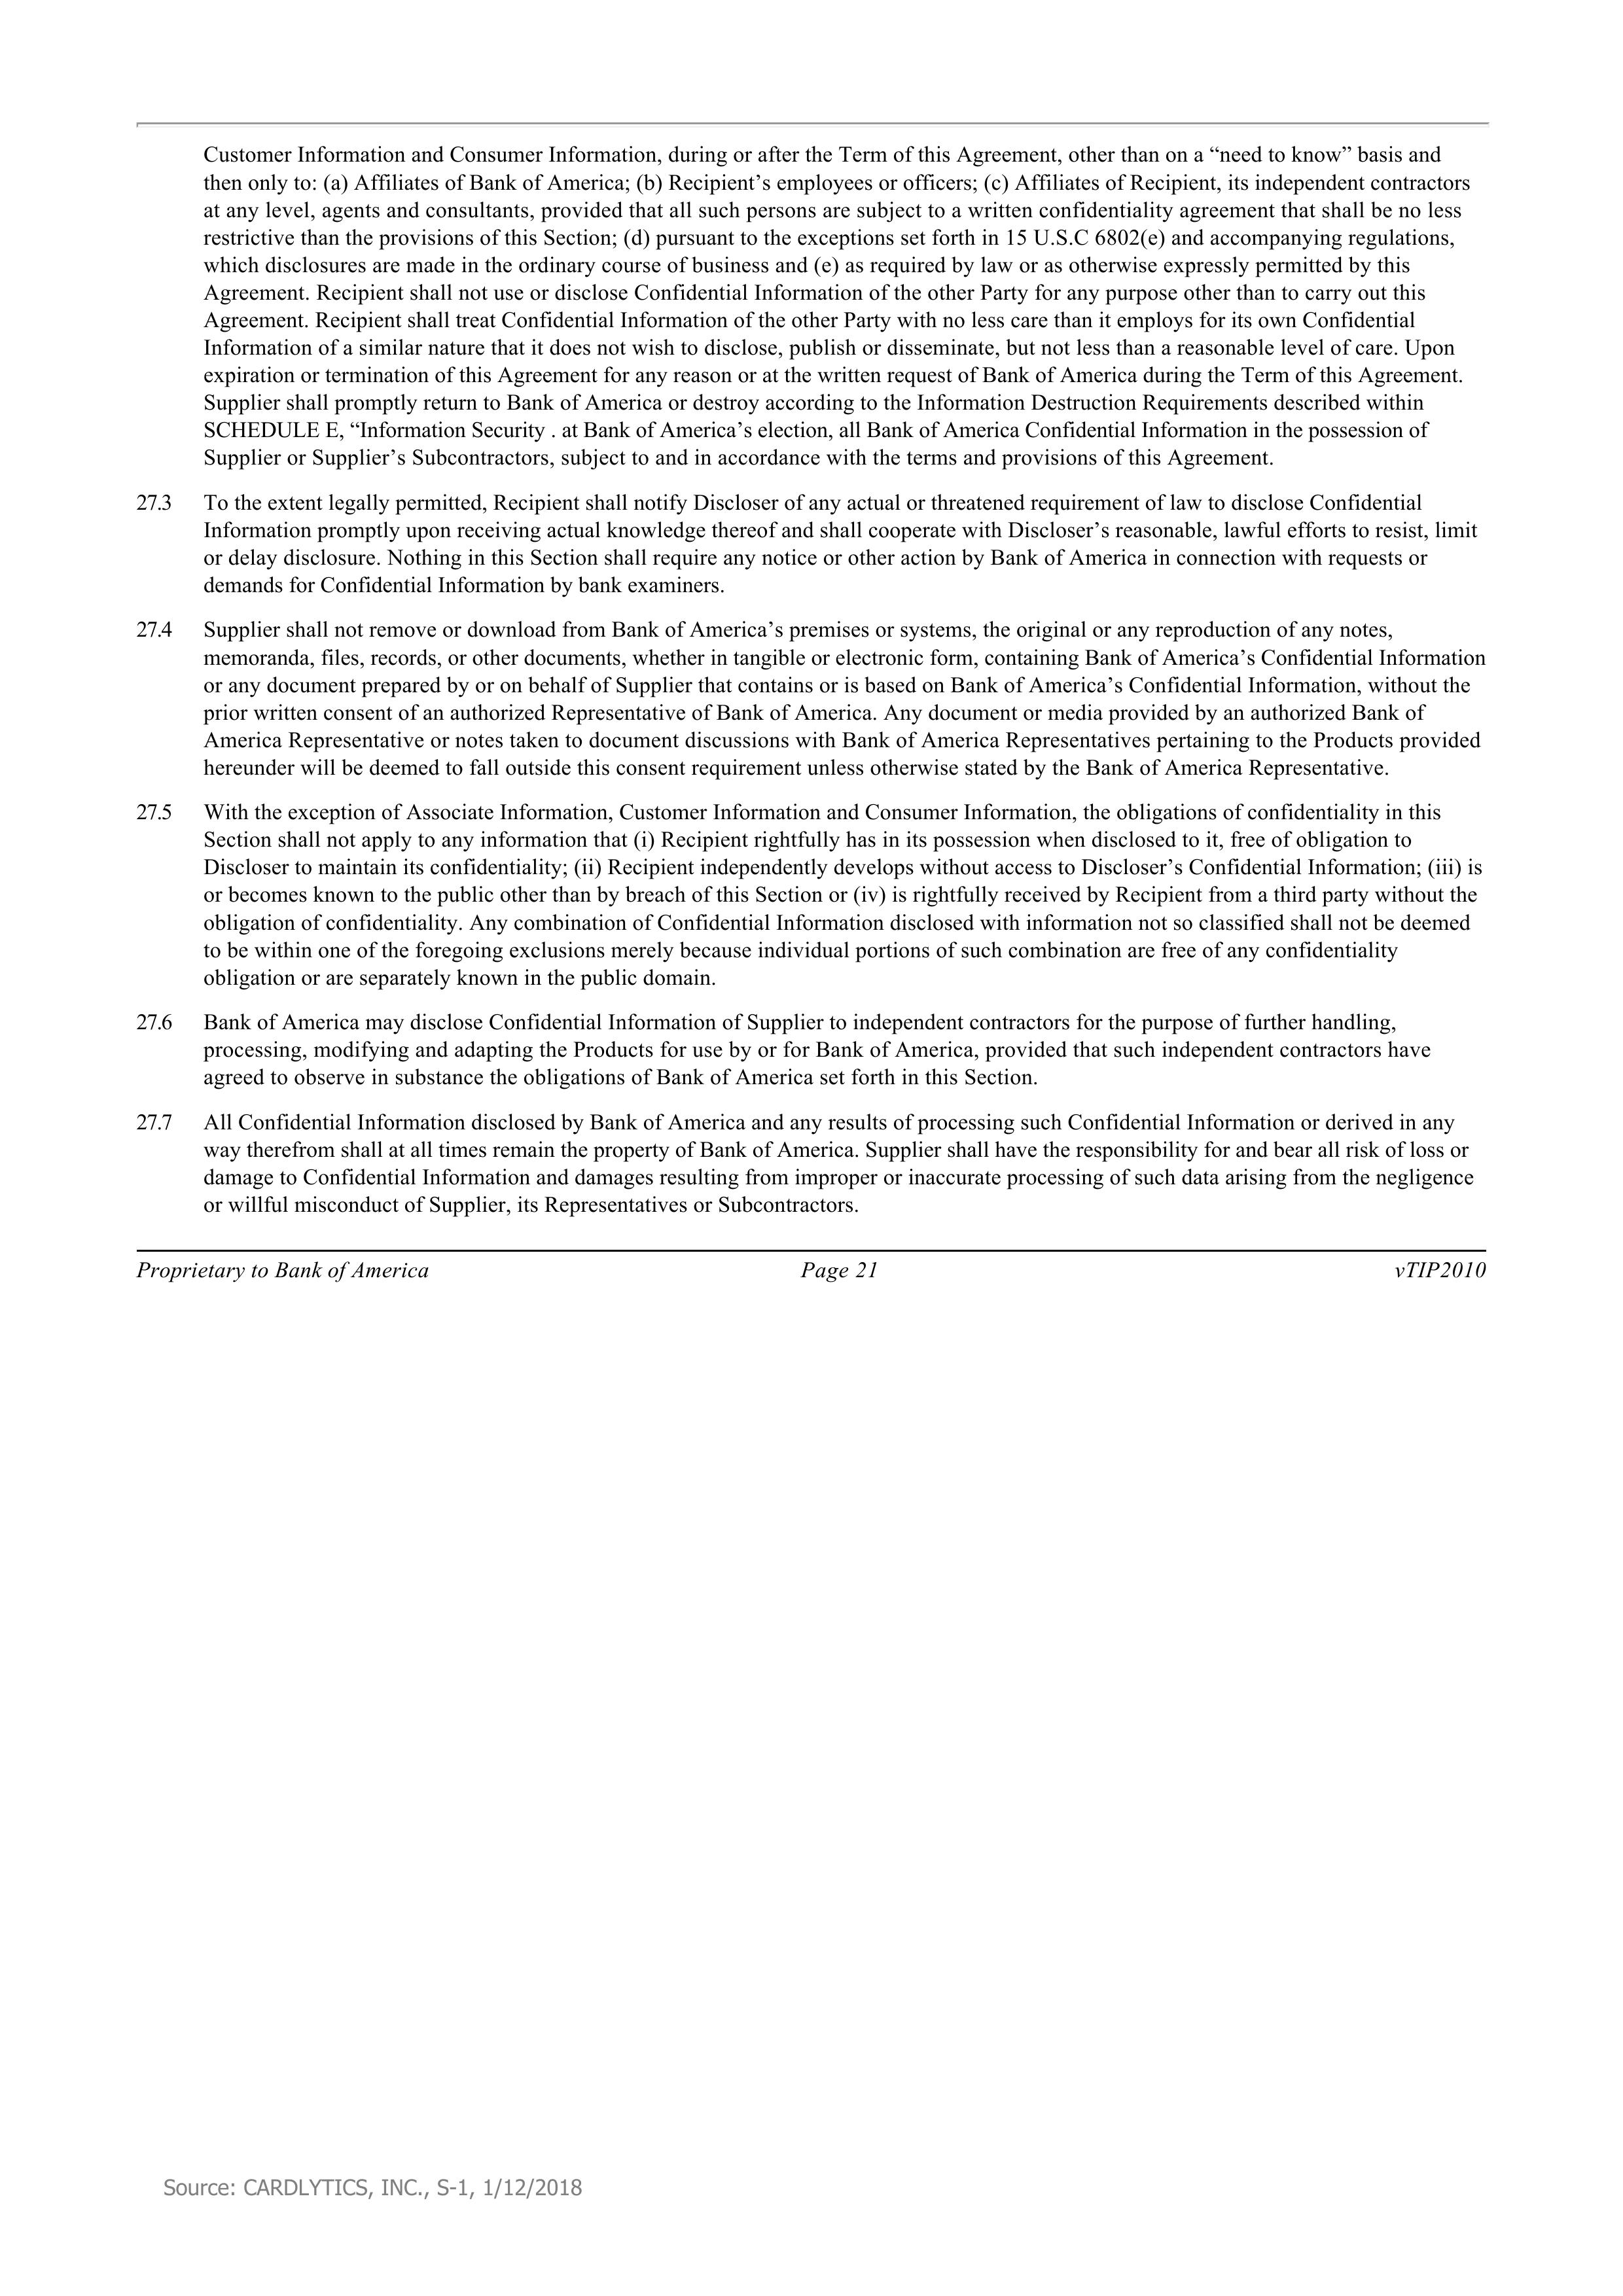 Customer Information and Consumer Information, during or after the Term of this Agreement, other than on a “need to know” basis and
then only to: (a) Affiliates of Bank of America; (b) Recipient’s employees or officers; (c) Affiliates of Recipient, its independent contractors
at any level, agents and consultants, provided that all such persons are subject to a written confidentiality agreement that shall be no less
restrictive than the provisions of this Section; (d) pursuant to the exceptions set forth in 15 U.S.C 6802(e) and accompanying regulations,
which disclosures are made in the ordinary course of business and (e) as required by law or as otherwise expressly permitted by this
Agreement. Recipient shall not use or disclose Confidential Information of the other Party for any purpose other than to carry out this
Agreement. Recipient shall treat Confidential Information of the other Party with no less care than it employs for its own Confidential
Information of a similar nature that it does not wish to disclose, publish or disseminate, but not less than a reasonable level of care. Upon
expiration or termination of this Agreement for any reason or at the written request of Bank of America during the Term of this Agreement.
Supplier shall promptly return to Bank of America or destroy according to the Information Destruction Requirements described within
SCHEDULE E, “Information Security . at Bank of America’s election, all Bank of America Confidential Information in the possession of
Supplier or Supplier’s Subcontractors, subject to and in accordance with the terms and provisions of this Agreement.
27.3 To the extent legally permitted, Recipient shall notify Discloser of any actual or threatened requirement of law to disclose Confidential
Information promptly upon receiving actual knowledge thereof and shall cooperate with Discloser’s reasonable, lawful efforts to resist, limit
or delay disclosure. Nothing in this Section shall require any notice or other action by Bank of America in connection with requests or
demands for Confidential Information by bank examiners.
27.4 Supplier shall not remove or download from Bank of America’s premises or systems, the original or any reproduction of any notes,
memoranda, files, records, or other documents, whether in tangible or electronic form, containing Bank of America’s Confidential Information
or any document prepared by or on behalf of Supplier that contains or is based on Bank of America’s Confidential Information, without the
prior written consent of an authorized Representative of Bank of America. Any document or media provided by an authorized Bank of
America Representative or notes taken to document discussions with Bank of America Representatives pertaining to the Products provided
hereunder will be deemed to fall outside this consent requirement unless otherwise stated by the Bank of America Representative.
27.5 With the exception of Associate Information, Customer Information and Consumer Information, the obligations of confidentiality in this
Section shall not apply to any information that (i) Recipient rightfully has in its possession when disclosed to it, free of obligation to
Discloser to maintain its confidentiality; (ii) Recipient independently develops without access to Discloser’s Confidential Information; (iii) is
or becomes known to the public other than by breach of this Section or (iv) is rightfully received by Recipient from a third party without the
obligation of confidentiality. Any combination of Confidential Information disclosed with information not so classified shall not be deemed
to be within one of the foregoing exclusions merely because individual portions of such combination are free of any confidentiality
obligation or are separately known in the public domain.
27.6 Bank of America may disclose Confidential Information of Supplier to independent contractors for the purpose of further handling,
processing, modifying and adapting the Products for use by or for Bank of America, provided that such independent contractors have
agreed to observe in substance the obligations of Bank of America set forth in this Section.
27.7 All Confidential Information disclosed by Bank of America and any results of processing such Confidential Information or derived in any
way therefrom shall at all times remain the property of Bank of America. Supplier shall have the responsibility for and bear all risk of loss or
damage to Confidential Information and damages resulting from improper or inaccurate processing of such data arising from the negligence
or willful misconduct of Supplier, its Representatives or Subcontractors.
Proprietary to Bank of America Page 21 vTIP2010
Source: CARDLYTICS, INC., S-1, 1/12/2018